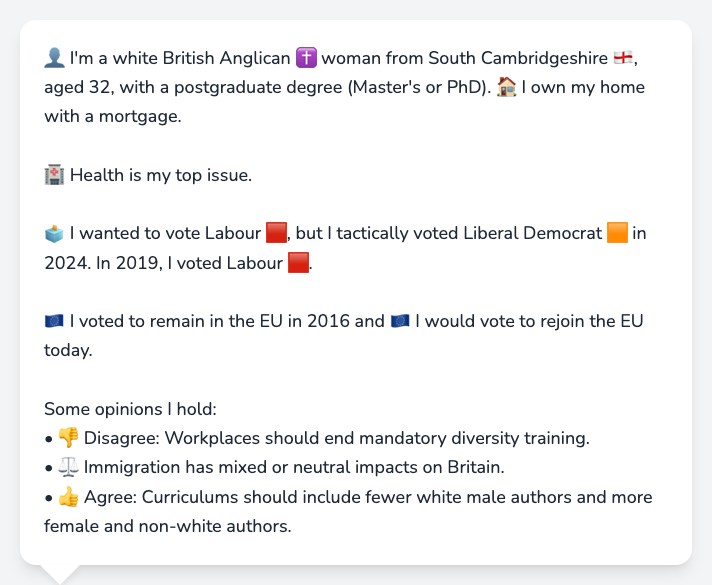 👤 I'm a white British Anglican ✝️ woman from South Cambridgeshire 🏴󠁧󠁢󠁥󠁮󠁧󠁿,
aged 32, with a postgraduate degree (Master's or PhD). 🏠 I own my home
with a mortgage.
🏥 Health is my top issue.
🗳️ I wanted to vote Labour 🟥, but I tactically voted Liberal Democrat 🟧 in
2024. In 2019, I voted Labour 🟥.
🇪🇺 I voted to remain in the EU in 2016 and 🇪🇺 I would vote to rejoin the EU
today.
Some opinions I hold:
• 👎 Disagree: Workplaces should end mandatory diversity training.
• ⚖️ Immigration has mixed or neutral impacts on Britain.
• 👍 Agree: Curriculums should include fewer white male authors and more
female and non-white authors.